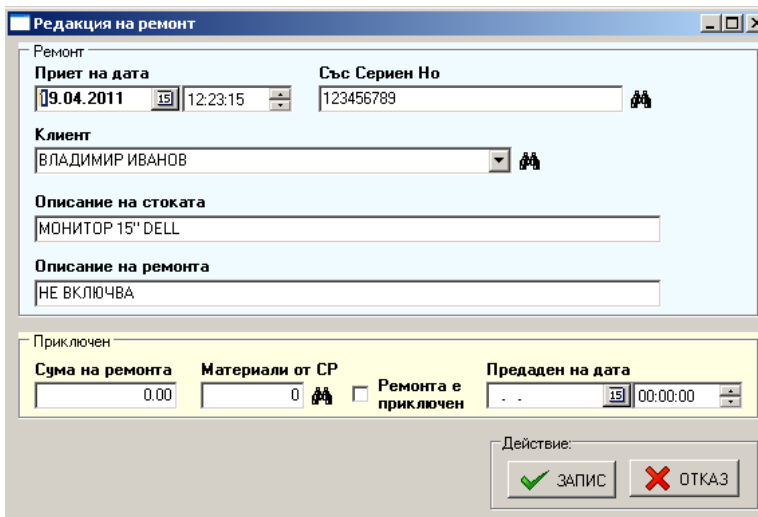 Редакция на ремонт
Ремонт
Приет на дата Със Сериен Но
19.04.2011 15 12:23:15 123456789
Клиент
ВЛАДИМИР ИВАНОВ
Описание на стоката
МОНИТОР 15" DELL
Описание на ремонта
НЕ ВКЛЮЧВА
Приключен
Сума на ремонта Материали от СР Ремонта е приключен Предаден на дата
0.00 0 . . 15 00:00:00
Действие:
ЗАПИС ОТКАЗ